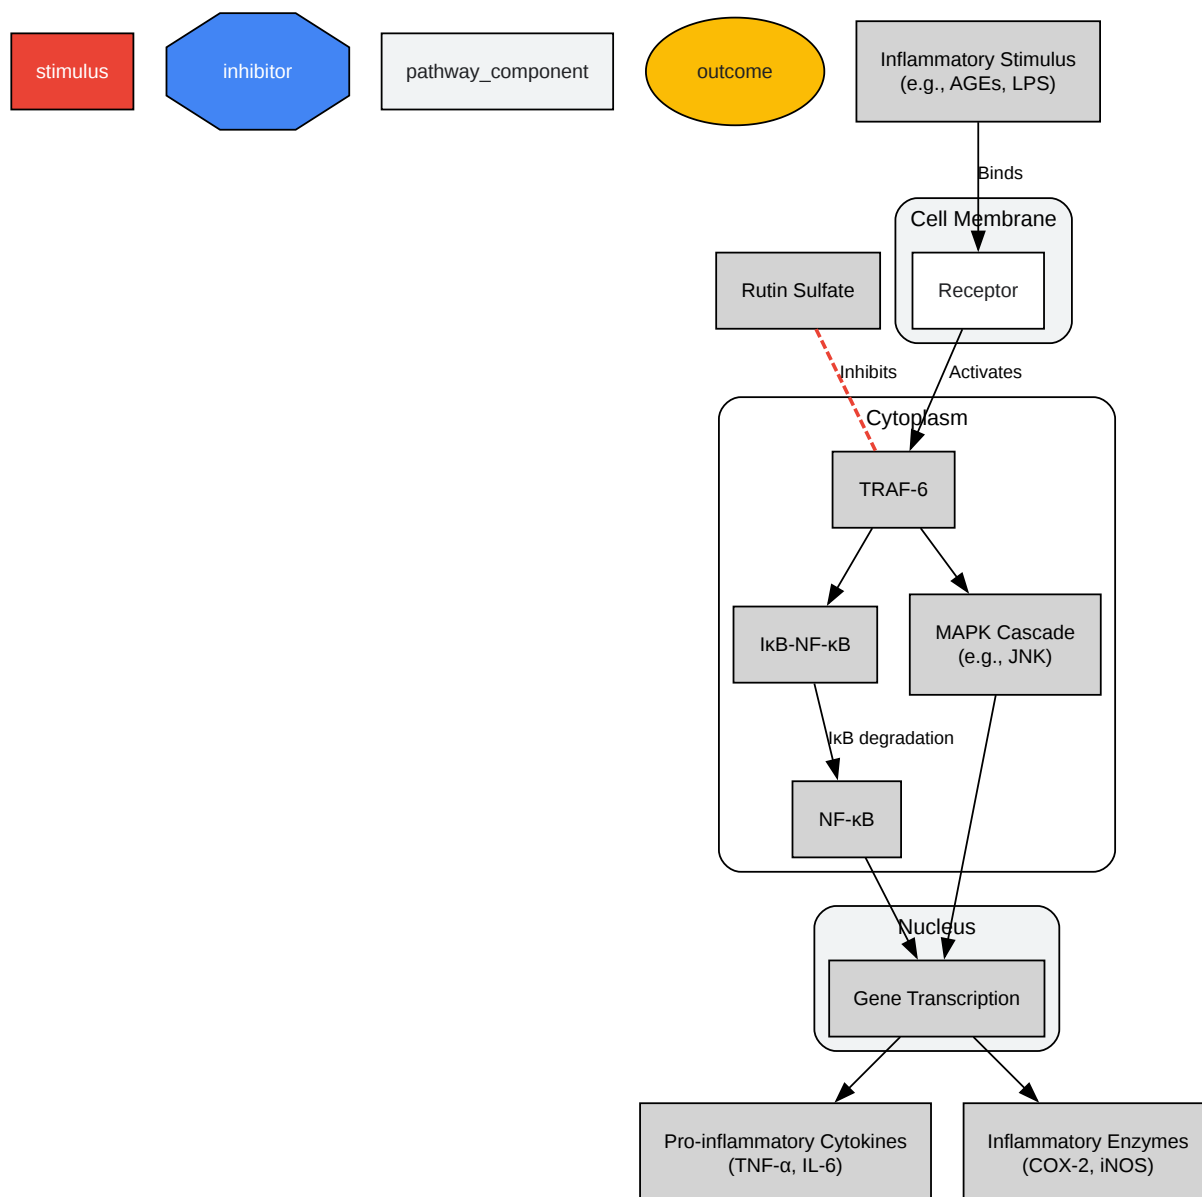 stimulus
inhibitor
pathway_component
outcome
Inflammatory Stimulus
(e.g., AGEs, LPS)
Binds
Cell Membrane
Rutin Sulfate
Receptor
Inhibits
Activates
Cytoplasm
TRAF-6
IκB-NF-κB
MAPK Cascade
(e.g., JNK)
IκB degradation
NF-κB
Nucleus
Gene Transcription
Pro-inflammatory Cytokines
(TNF-α, IL-6)
Inflammatory Enzymes
(COX-2, iNOS)